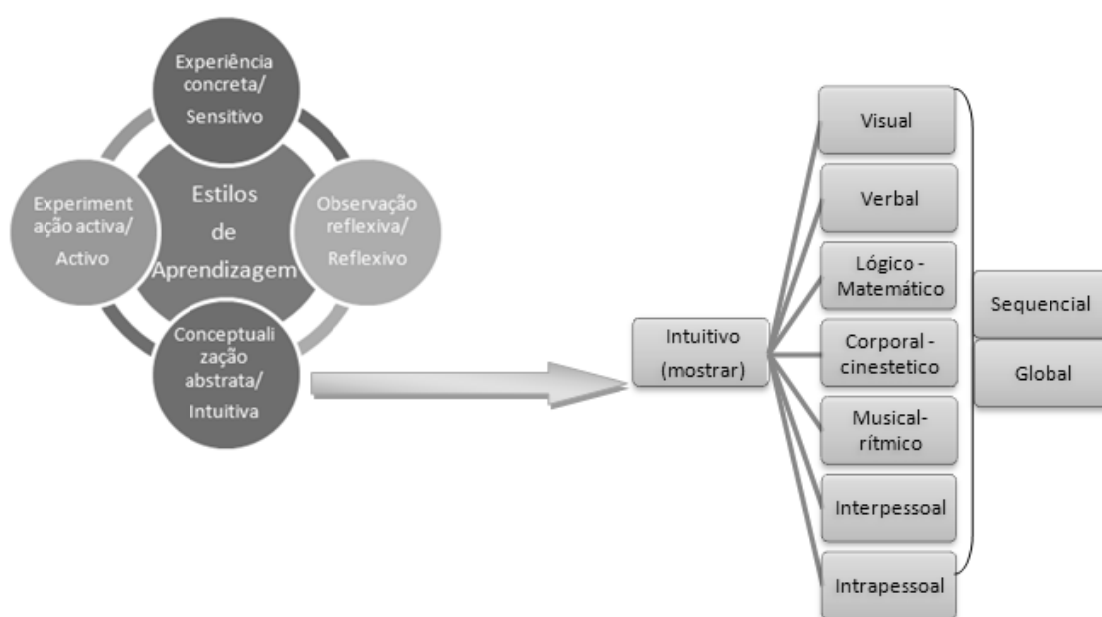 Experiência
concreta/
Sensitivo
Experiment
ação activa/
Activo
Estilos
de
Aprendizagem
Observação
reflexiva/
Reflexivo
Conceptuali
zação
abstrata/
Intuitiva
Intuitivo
(mostrar)
Visual
Verbal
Lógico -
Matemático
Corporal -
cinestetico
Musical-
rítmico
Interpessoal
Intrapessoal
Sequencial
Global